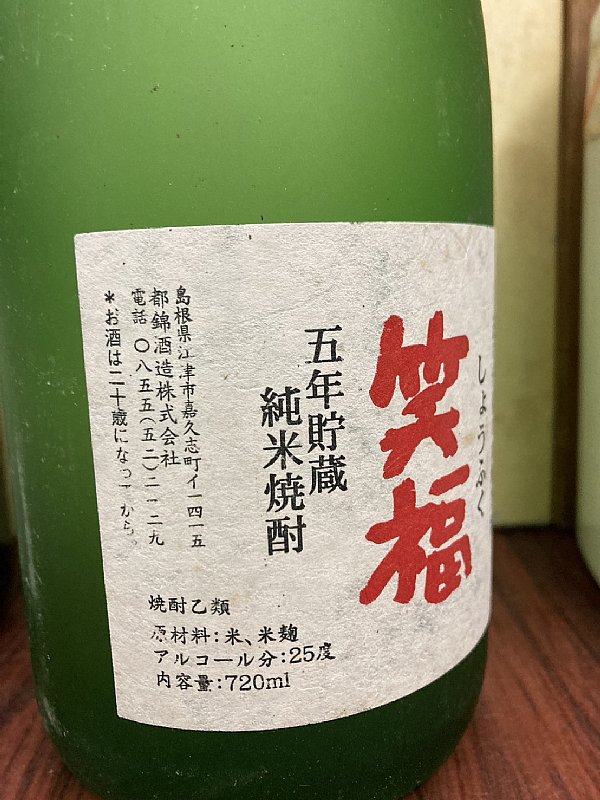 しょうふく
笑福
五年貯蔵
純米焼酎
島根県江津市嘉久志町イ一四一五
都錦酒造株式会社
電話 〇八五五(五二)二一二九
*お酒は二十歳になってから。
焼酎乙類
原材料:米、米麹
アルコール分:25度
内容量:720ml